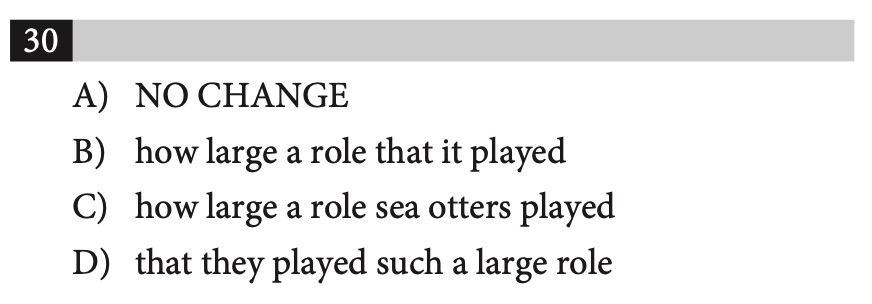 30
A) NO CHANGE
B) how large a role that it played
C) how large a role sea otters played
D) that they played such a large role